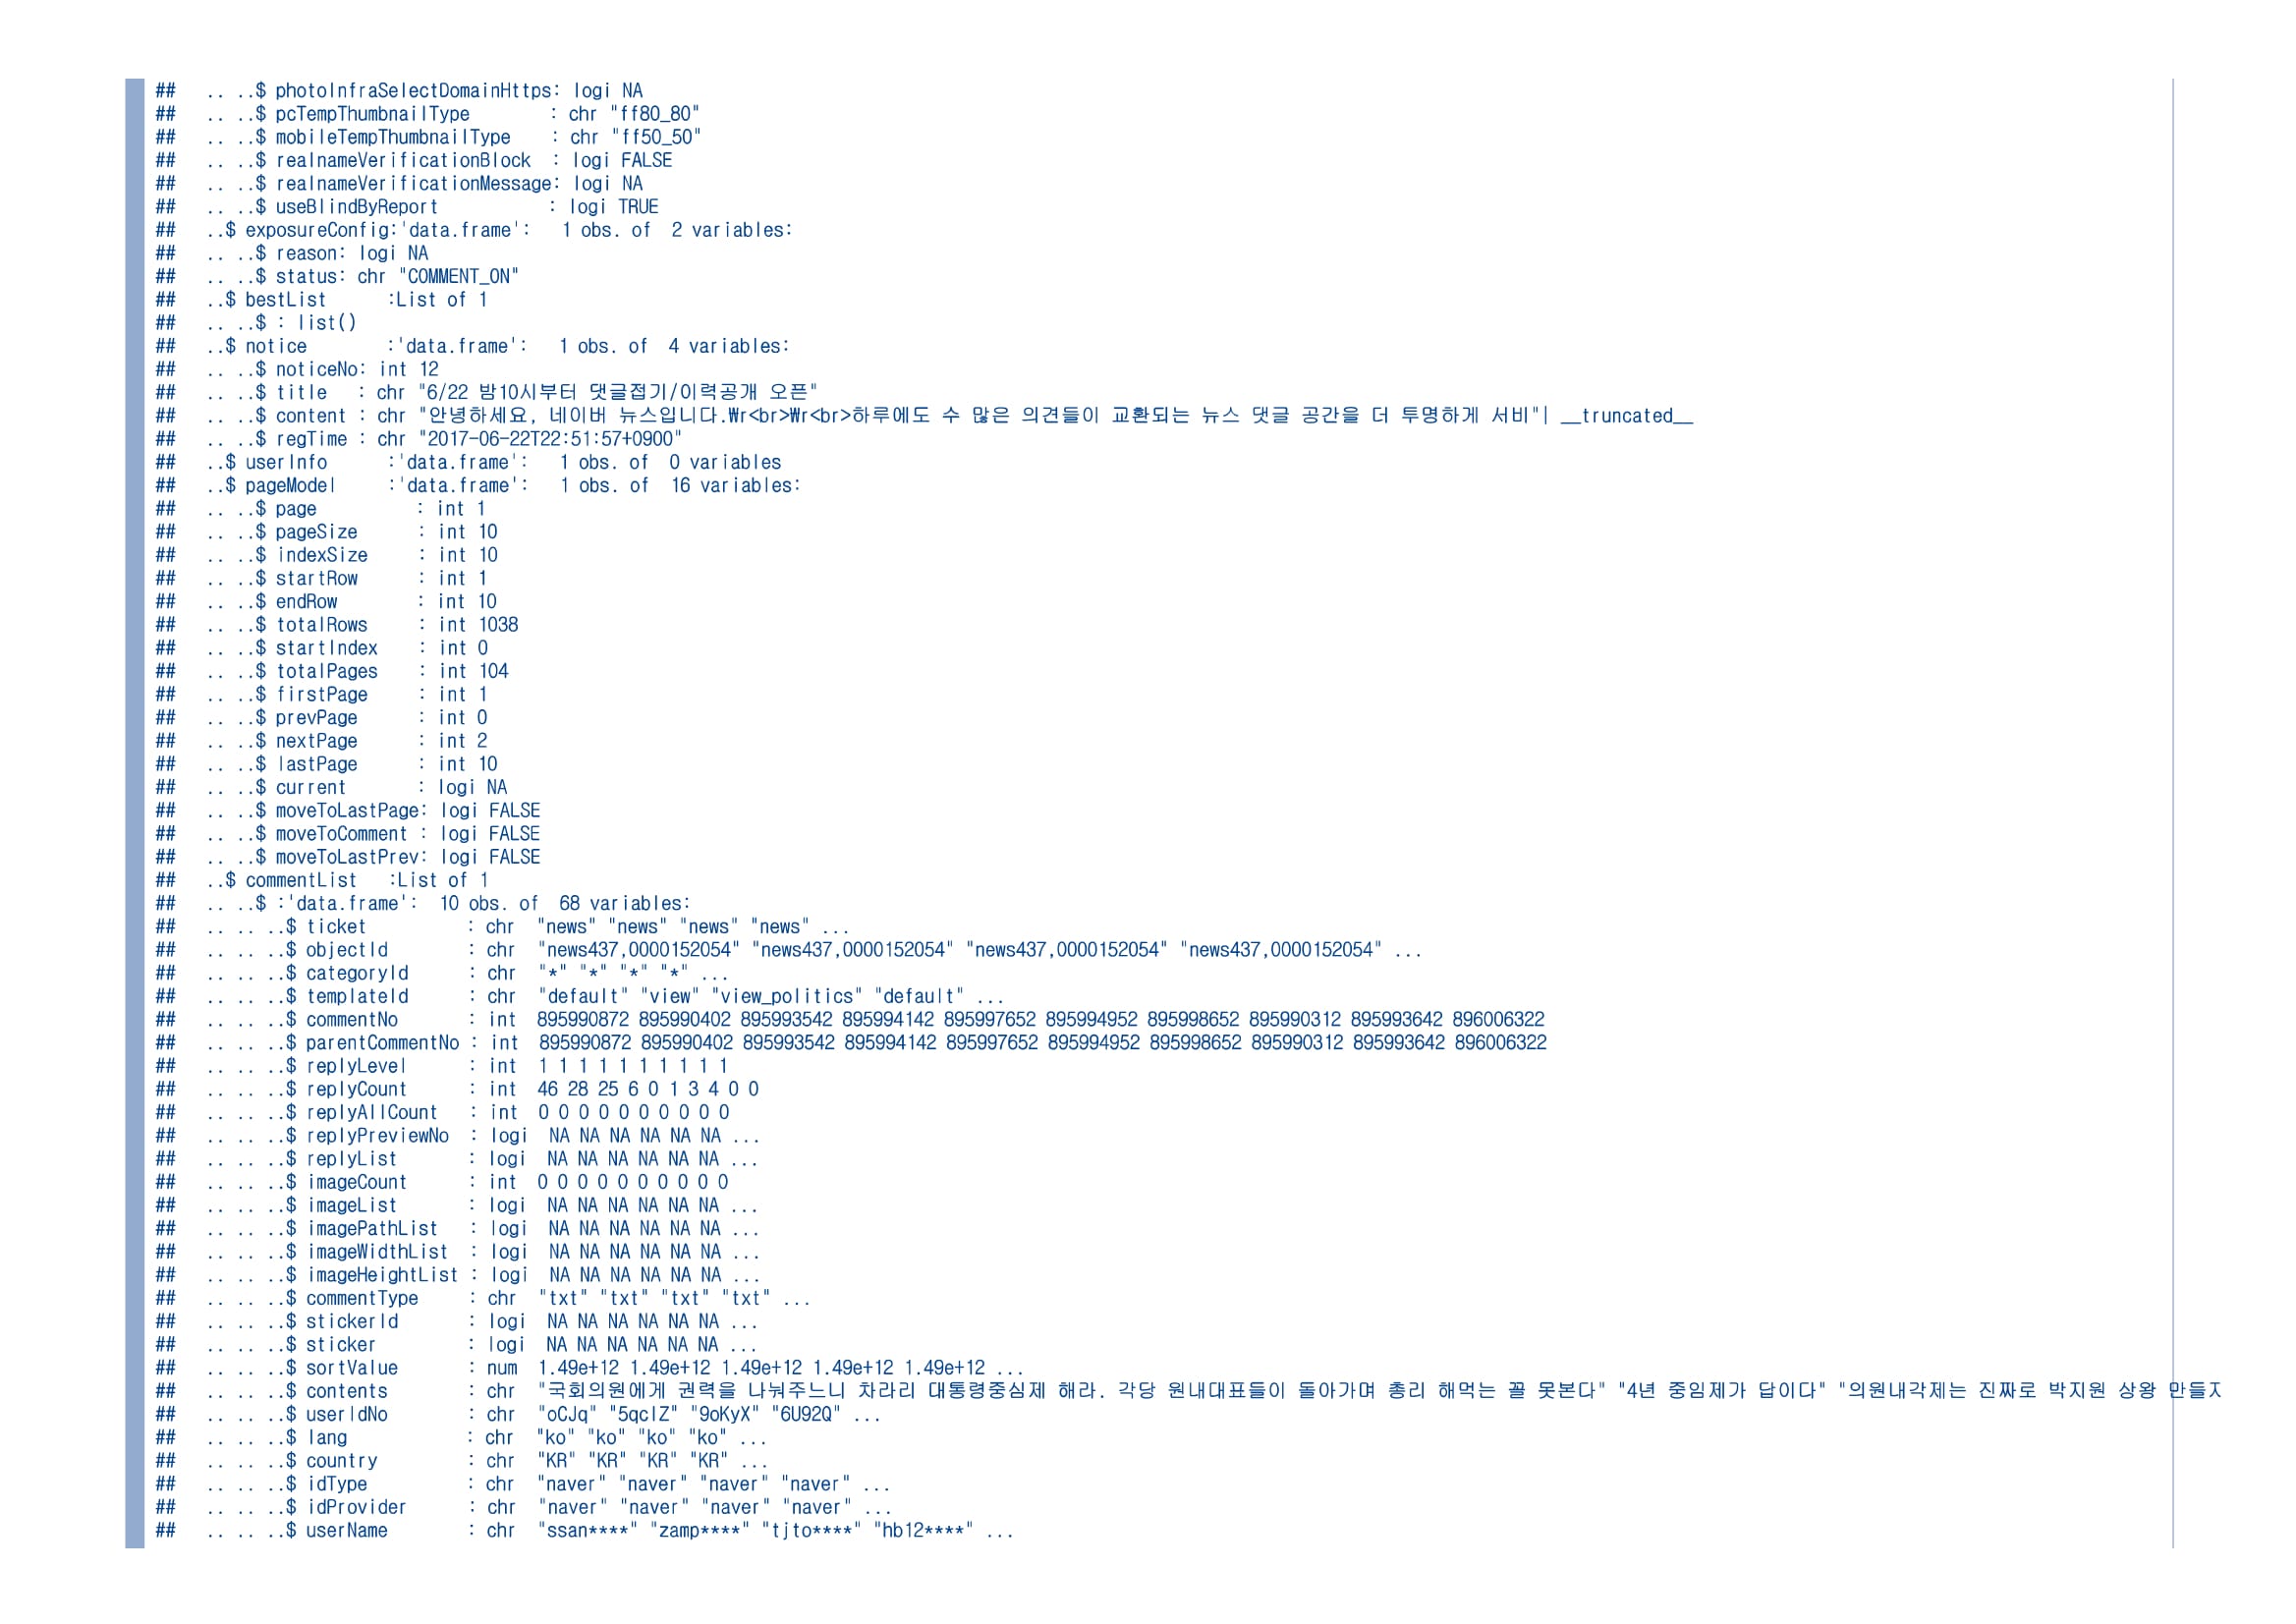 ##   .. ..$ photoInfraSelectDomainHttps: logi NA
##   .. ..$ pcTempThumbnailType        : chr "ff80_80"
##   .. ..$ mobileTempThumbnailType    : chr "ff50_50"
##   .. ..$ realnameVerificationBlock  : logi FALSE
##   .. ..$ realnameVerificationMessage: logi NA
##   .. ..$ useBlindByReport           : logi TRUE
##   ..$ exposureConfig:'data.frame':   1 obs. of  2 variables:
##   .. ..$ reason: logi NA
##   .. ..$ status: chr "COMMENT_ON"
##   ..$ bestList      :List of 1
##   .. ..$ : list()
##   ..$ notice        :'data.frame':   1 obs. of  4 variables:
##   .. ..$ noticeNo: int 12
##   .. ..$ title   : chr "6/22 밤10시부터 댓글접기/이력공개 오픈"
##   .. ..$ content : chr "안녕하세요, 네이버 뉴스입니다.₩r<br>₩r<br>하루에도 수 많은 의견들이 교환되는 뉴스 댓글 공간을 더 투명하게 서비"| __truncated__
##   .. ..$ regTime : chr "2017-06-22T22:51:57+0900"
##   ..$ userInfo      :'data.frame':   1 obs. of  0 variables
##   ..$ pageModel     :'data.frame':   1 obs. of  16 variables:
##   .. ..$ page          : int 1
##   .. ..$ pageSize      : int 10
##   .. ..$ indexSize     : int 10
##   .. ..$ startRow      : int 1
##   .. ..$ endRow        : int 10
##   .. ..$ totalRows     : int 1038
##   .. ..$ startIndex    : int 0
##   .. ..$ totalPages    : int 104
##   .. ..$ firstPage     : int 1
##   .. ..$ prevPage      : int 0
##   .. ..$ nextPage      : int 2
##   .. ..$ lastPage      : int 10
##   .. ..$ current       : logi NA
##   .. ..$ moveToLastPage: logi FALSE
##   .. ..$ moveToComment : logi FALSE
##   .. ..$ moveToLastPrev: logi FALSE
##   ..$ commentList   :List of 1
##   .. ..$ :'data.frame':  10 obs. of  68 variables:
##   .. .. ..$ ticket          : chr  "news" "news" "news" "news" ...
##   .. .. ..$ objectId        : chr  "news437,0000152054" "news437,0000152054" "news437,0000152054" "news437,0000152054" ...
##   .. .. ..$ categoryId      : chr  "*" "*" "*" "*" ...
##   .. .. ..$ templateId      : chr  "default" "view" "view_politics" "default" ...
##   .. .. ..$ commentNo       : int  895990872 895990402 895993542 895994142 895997652 895994952 895998652 895990312 895993642 896006322
##   .. .. ..$ parentCommentNo : int  895990872 895990402 895993542 895994142 895997652 895994952 895998652 895990312 895993642 896006322
##   .. .. ..$ replyLevel      : int  1 1 1 1 1 1 1 1 1 1
##   .. .. ..$ replyCount      : int  46 28 25 6 0 1 3 4 0 0
##   .. .. ..$ replyAllCount   : int  0 0 0 0 0 0 0 0 0 0
##   .. .. ..$ replyPreviewNo  : logi  NA NA NA NA NA NA ...
##   .. .. ..$ replyList       : logi  NA NA NA NA NA NA ...
##   .. .. ..$ imageCount      : int  0 0 0 0 0 0 0 0 0 0
##   .. .. ..$ imageList       : logi  NA NA NA NA NA NA ...
##   .. .. ..$ imagePathList   : logi  NA NA NA NA NA NA ...
##   .. .. ..$ imageWidthList  : logi  NA NA NA NA NA NA ...
##   .. .. ..$ imageHeightList : logi  NA NA NA NA NA NA ...
##   .. .. ..$ commentType     : chr  "txt" "txt" "txt" "txt" ...
##   .. .. ..$ stickerId       : logi  NA NA NA NA NA NA ...
##   .. .. ..$ sticker         : logi  NA NA NA NA NA NA ...
##   .. .. ..$ sortValue       : num  1.49e+12 1.49e+12 1.49e+12 1.49e+12 1.49e+12 ...
##   .. .. ..$ contents        : chr  "국회의원에게 권력을 나눠주느니 차라리 대통령중심제 해라. 각당 원내대표들이 돌아가며 총리 해먹는 꼴 못본다" "4년 중임제가 답이다" "의원내각제는 진짜로 박지원 상왕
##   .. .. ..$ userIdNo        : chr  "oCJq" "5qcIZ" "9oKyX" "6U92Q" ...
##   .. .. ..$ lang            : chr  "ko" "ko" "ko" "ko" ...
##   .. .. ..$ country         : chr  "KR" "KR" "KR" "KR" ...
##   .. .. ..$ idType          : chr  "naver" "naver" "naver" "naver" ...
##   .. .. ..$ idProvider      : chr  "naver" "naver" "naver" "naver" ...
##   .. .. ..$ userName        : chr  "ssan****" "zamp****" "tjto****" "hb12****" ...